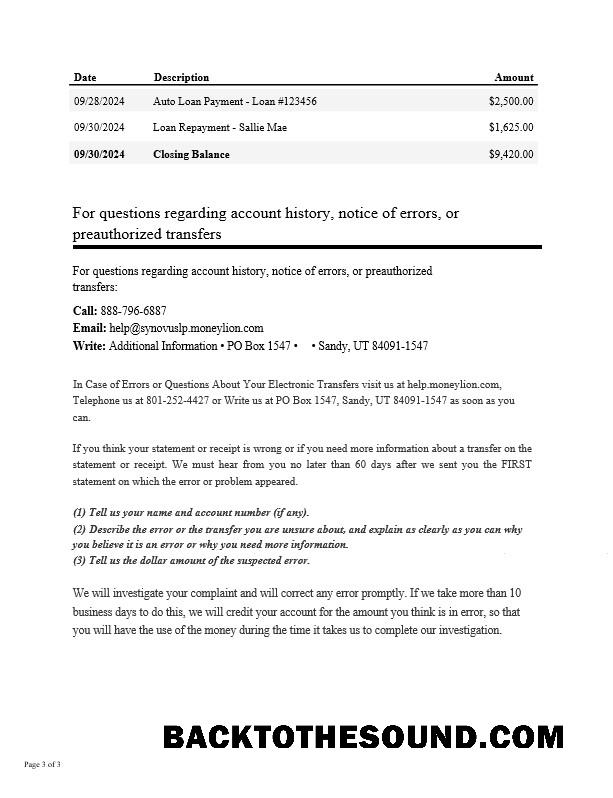 Date Description Amount
09/28/2024 Auto Loan Payment - Loan #123456 $2,500.00
09/30/2024 Loan Repayment - Sallie Mae $1,625.00
09/30/2024 Closing Balance $9,420.00
For questions regarding account history, notice of errors, or
preauthorized transfers
For questions regarding account history, notice of errors, or preauthorized
transfers:
Call: 888-796-6887
Email: help@synovuslp.moneylion.com
Write: Additional Information • PO Box 1547 • • Sandy, UT 84091-1547
In Case of Errors or Questions About Your Electronic Transfers visit us at help.moneylion.com,
Telephone us at 801-252-4427 or Write us at PO Box 1547, Sandy, UT 84091-1547 as soon as you
can.
If you think your statement or receipt is wrong or if you need more information about a transfer on the
statement or receipt. We must hear from you no later than 60 days after we sent you the FIRST
statement on which the error or problem appeared.
(1) Tell us your name and account number (if any).
(2) Describe the error or the transfer you are unsure about, and explain as clearly as you can why
you believe it is an error or why you need more information.
(3) Tell us the dollar amount of the suspected error.
We will investigate your complaint and will correct any error promptly. If we take more than 10
business days to do this, we will credit your account for the amount you think is in error, so that
you will have the use of the money during the time it takes us to complete our investigation.
BACKTOTHESOUND.COM
Page 3 of 3